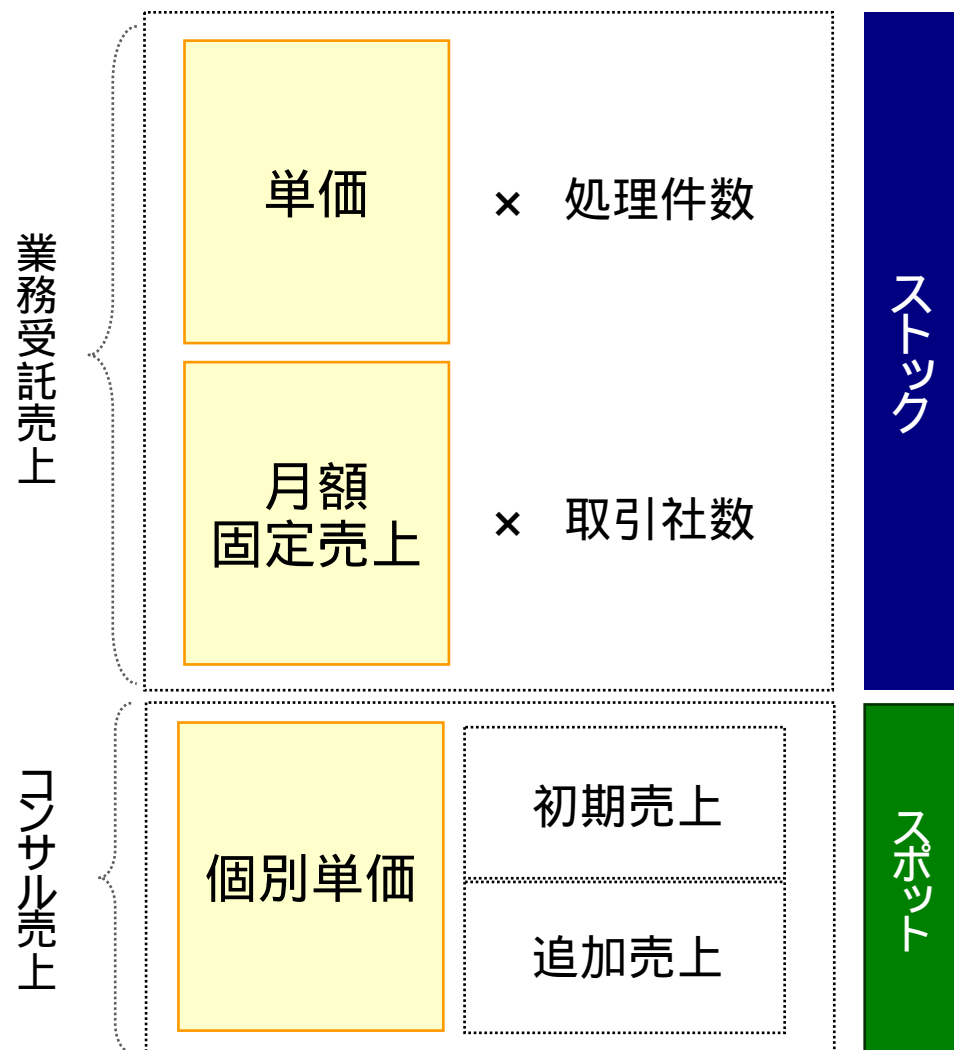 業務受託売上
単価
× 処理件数
月額
固定売上
× 取引社数
ストック
コンサル売上
個別単価
初期売上
追加売上
スポット